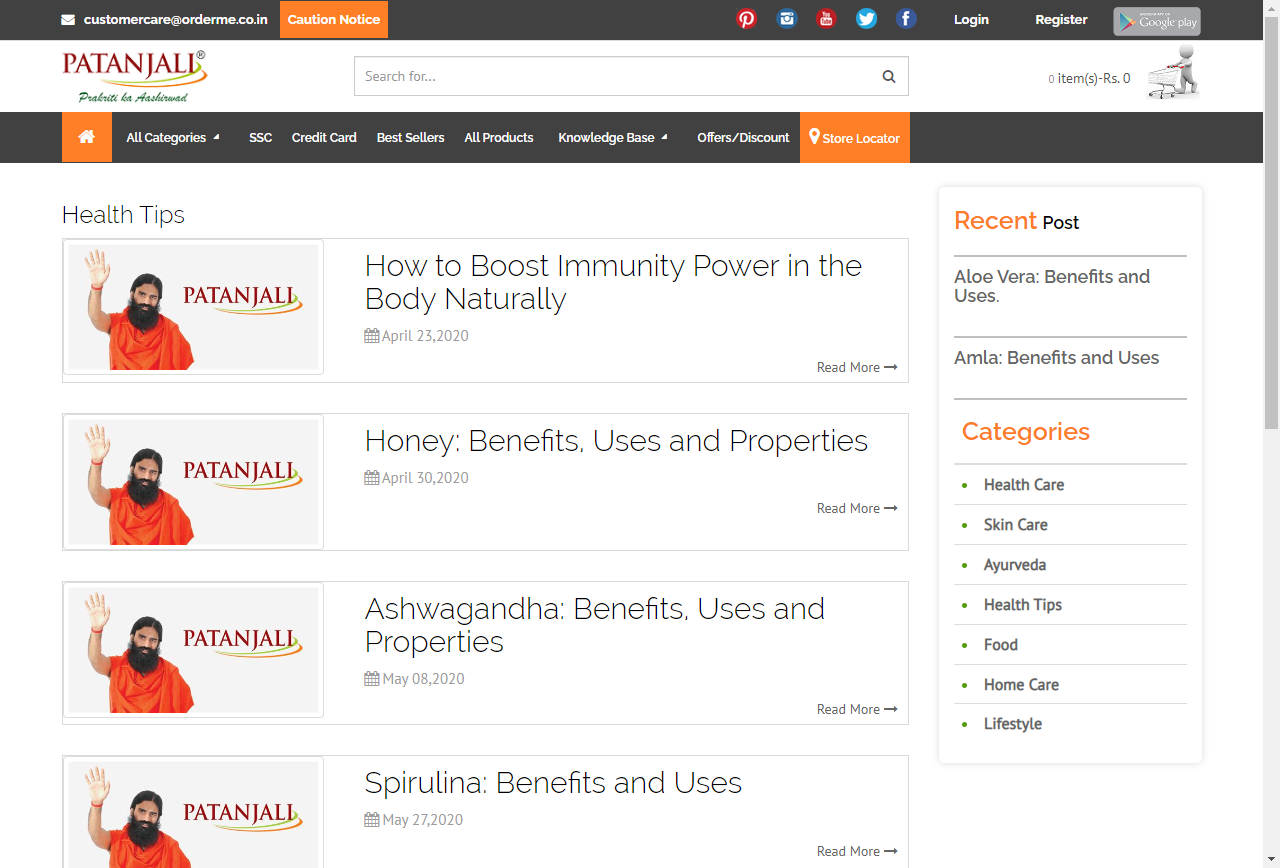 customercare@orderme.co.in
Caution Notice
Login
Register
ANDROID APP ON
Google play
PATANJALI®
Prakriti ka Aashirwad
Search for...
0 item(s)-Rs. 0
All Categories
SSC
Credit Card
Best Sellers
All Products
Knowledge Base
Offers/Discount
Store Locator
Health Tips
PATANJALI
How to Boost Immunity Power in the
Body Naturally
April 23,2020
Read More
PATANJALI
Honey: Benefits, Uses and Properties
April 30,2020
Read More
PATANJALI
Ashwagandha: Benefits, Uses and
Properties
May 08,2020
Read More
PATANJALI
Spirulina: Benefits and Uses
May 27,2020
Read More
Recent Post
Aloe Vera: Benefits and
Uses.
Amla: Benefits and Uses
Categories
Health Care
Skin Care
Ayurveda
Health Tips
Food
Home Care
Lifestyle